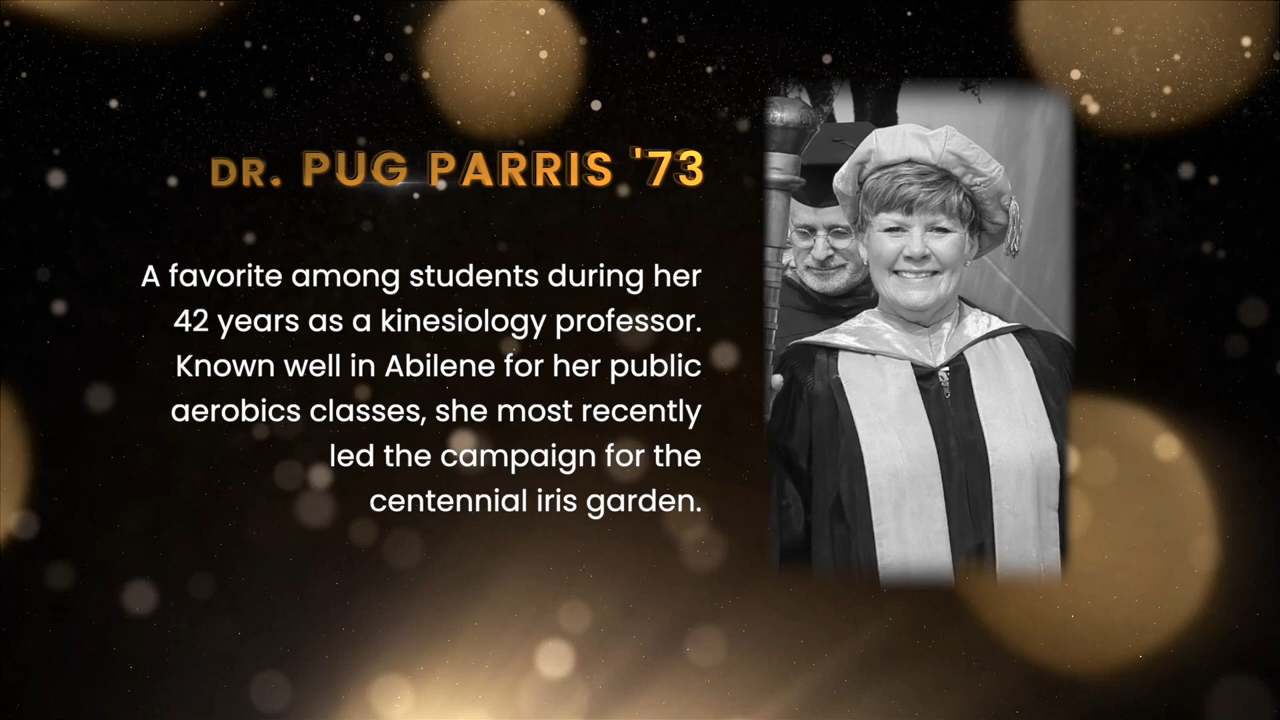 DR. PUG PARRIS '73
A favorite among students during her
42 years as a kinesiology professor.
Known well in Abilene for her public
aerobics classes, she most recently
led the campaign for the
centennial iris garden.